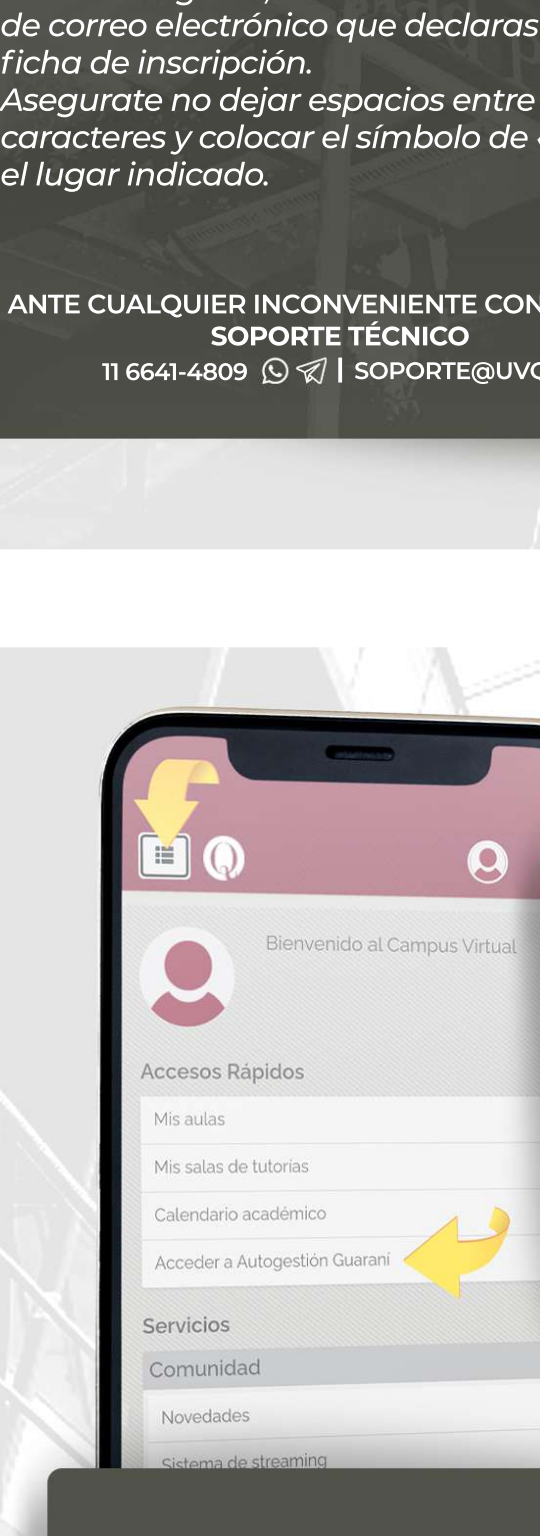 de correo electrónico que declaras
ficha de inscripción.
Asegurate no dejar espacios entre
caracteres y colocar el símbolo de
el lugar indicado.
ANTE CUALQUIER INCONVENIENTE CON
SOPORTE TÉCNICO
11 6641-4809 | SOPORTE@UVQ
Bienvenido al Campus Virtual
Accesos Rápidos
Mis aulas
Mis salas de tutorías
Calendario académico
Acceder a Autogestión Guaraní
Servicios
Comunidad
Novedades
Sistema de streaming